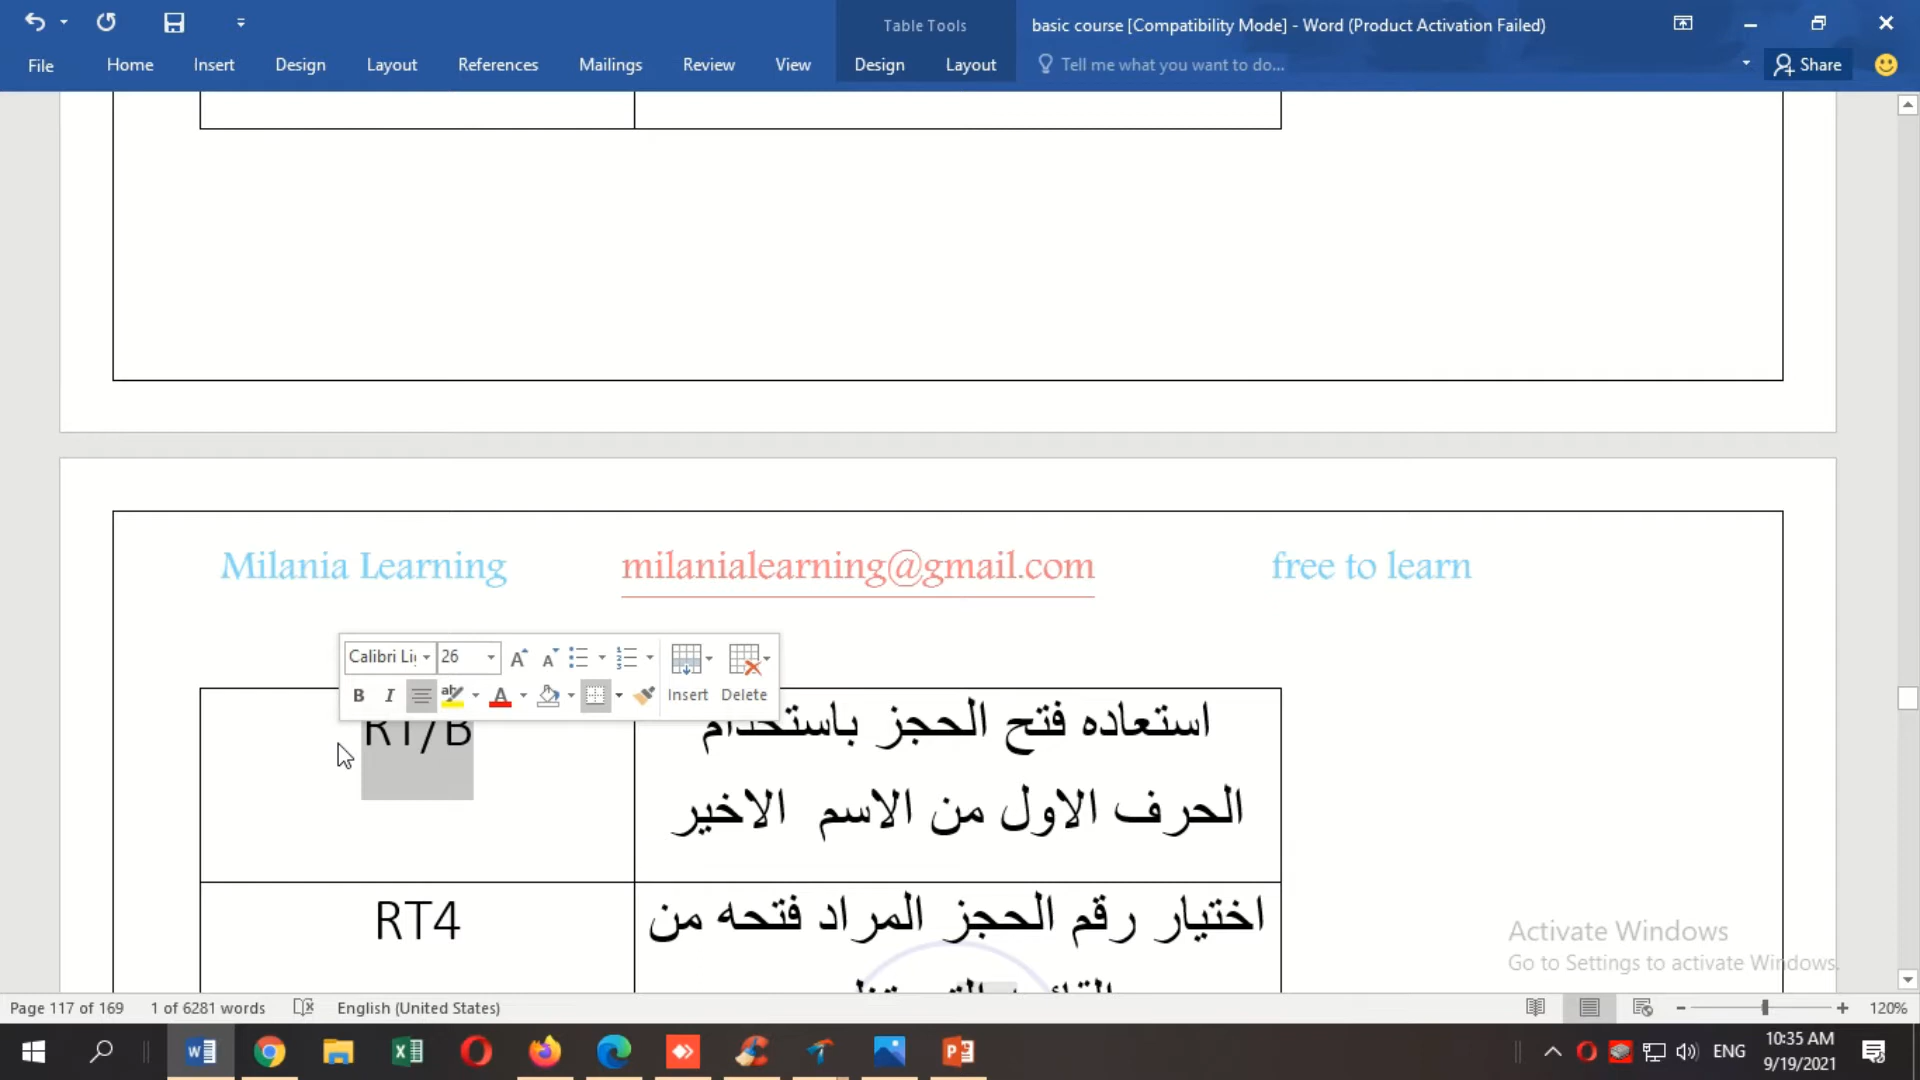 Table Tools
basic course [Compatibility Mode] - Word (Product Activation Failed)
File Home Insert Design Layout References Mailings Review View Design Layout Tell me what you want to do... Share
Milania Learning milanialearning@gmail.com free to learn
26
B I Insert Delete
RT/B
استعاده فتح الحجز باستخدام
الحرف الاول من الاسم الاخير
RT4
اختيار رقم الحجز المراد فتحه من
Activate Windows
Go to Settings to activate Windows.
Page 117 of 169 1 of 6281 words English (United States) 120%
ENG 10:35 AM
9/19/2021